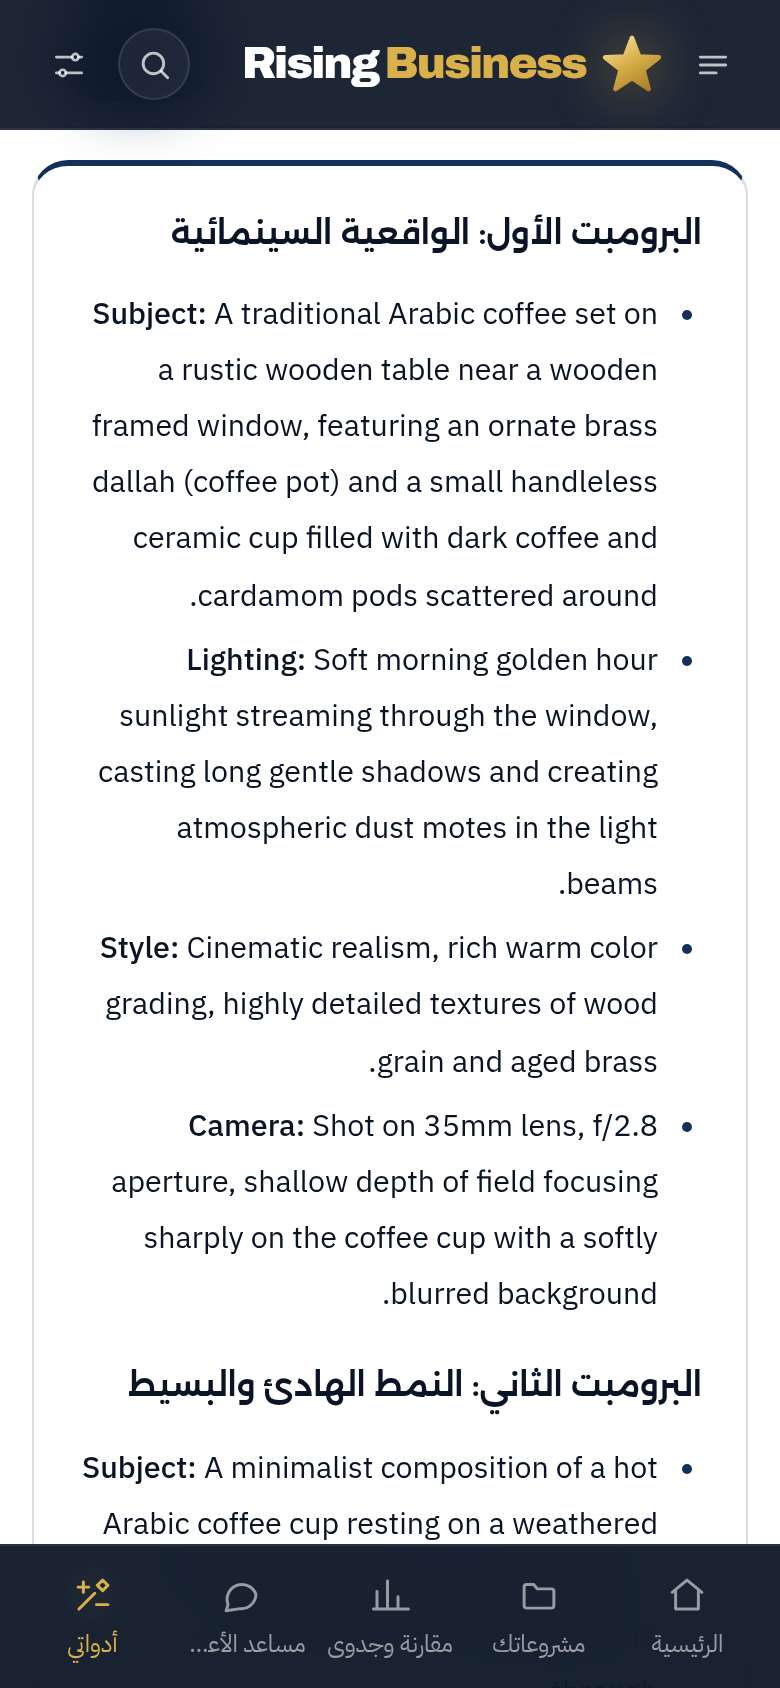 Rising Business
البرومبت الأول: الواقعية السينمائية
• Subject: A traditional Arabic coffee set on
a rustic wooden table near a wooden
framed window, featuring an ornate brass
dallah (coffee pot) and a small handleless
ceramic cup filled with dark coffee and
.cardamom pods scattered around
• Lighting: Soft morning golden hour
sunlight streaming through the window,
casting long gentle shadows and creating
atmospheric dust motes in the light
.beams
• Style: Cinematic realism, rich warm color
grading, highly detailed textures of wood
.grain and aged brass
• Camera: Shot on 35mm lens, f/2.8
aperture, shallow depth of field focusing
sharply on the coffee cup with a softly
.blurred background
البرومبت الثاني: النمط الهادئ والبسيط
• Subject: A minimalist composition of a hot
Arabic coffee cup resting on a weathered
الرئيسية
مشروعاتك
مقارنة وجدوى
مساعد الأعـ...
أدواتي